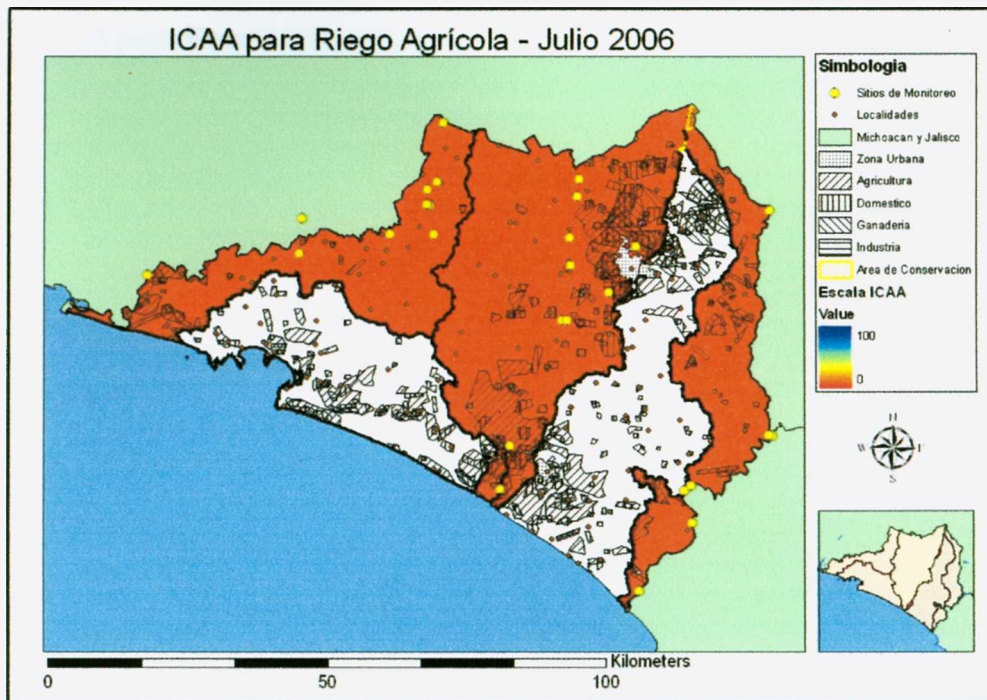 ICAA para Riego Agrícola - Julio 2006
Simbologia
Sitios de Monitoreo
Localidades
Michoacan y Jalisco
Zona Urbana
Agricultura
Domestico
Ganaderia
Industria
Area de Conservacion
Escala ICAA
Value
100
0
N
W E
S
Kilometers
0 50 100